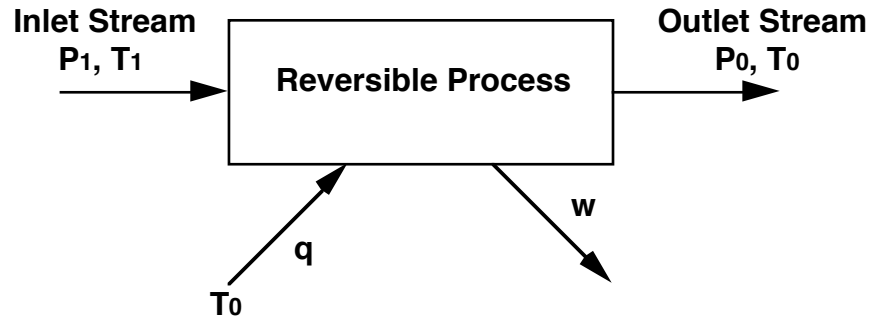 Inlet Stream
P1, T1
Outlet Stream
P0, T0
Reversible Process
w
q
T0